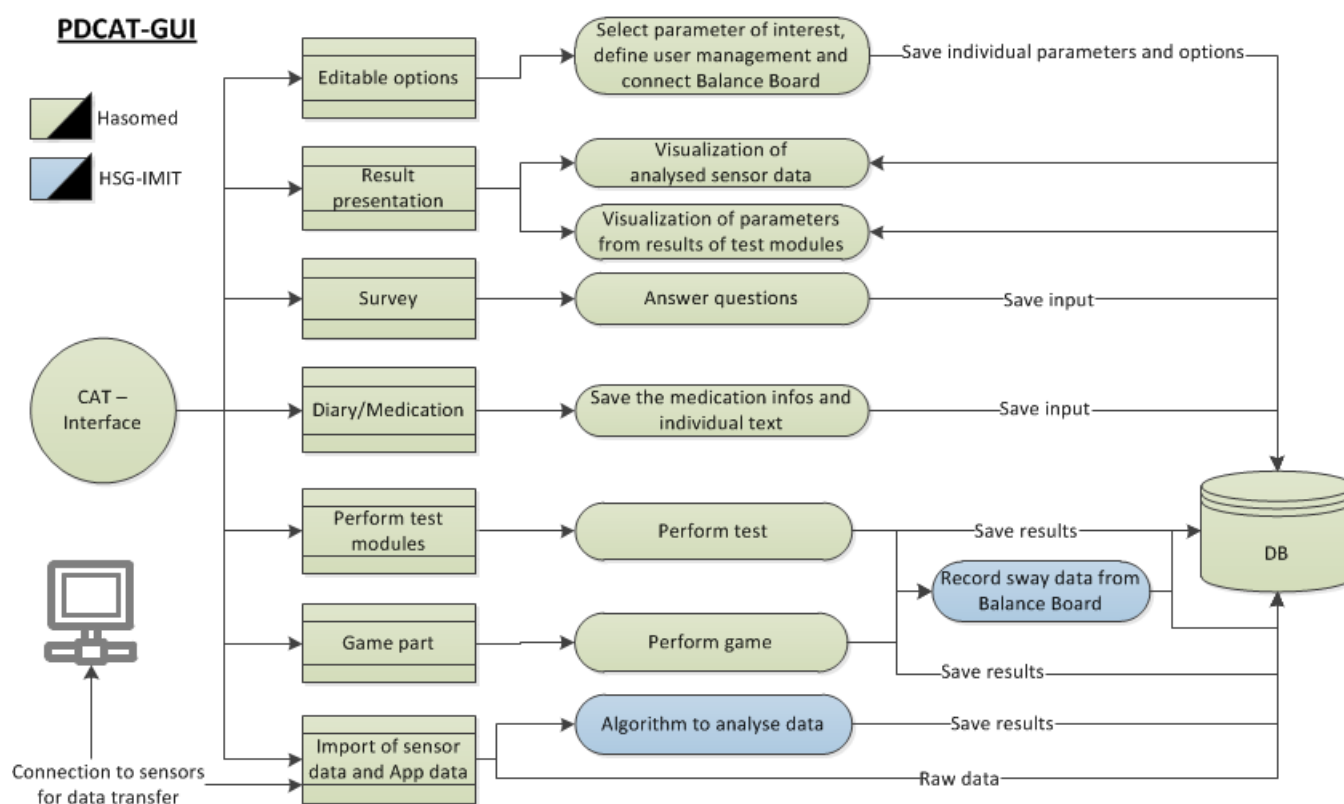 PDCAT-GUI
Hasomed
HSG-IMIT
Editable options
Select parameter of interest,
define user management and
connect Balance Board
Save individual parameters and options
Result
presentation
Visualization of
analysed sensor data
Visualization of parameters
from results of test modules
Survey
Answer questions
Save input
CAT –
Interface
Diary/Medication
Save the medication infos and
individual text
Save input
Perform test
modules
Perform test
Save results
Record sway data from
Balance Board
DB
Game part
Perform game
Save results
Import of sensor
data and App data
Algorithm to analyse data
Save results
Raw data
Connection to sensors
for data transfer